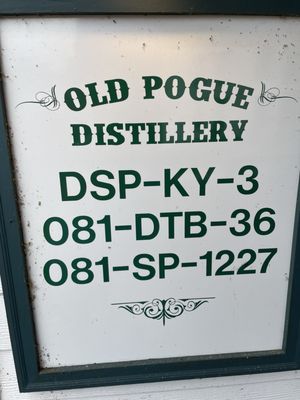 OLD POGUE
DISTILLERY
DSP-KY-3
081-DTB-36
081-SP-1227